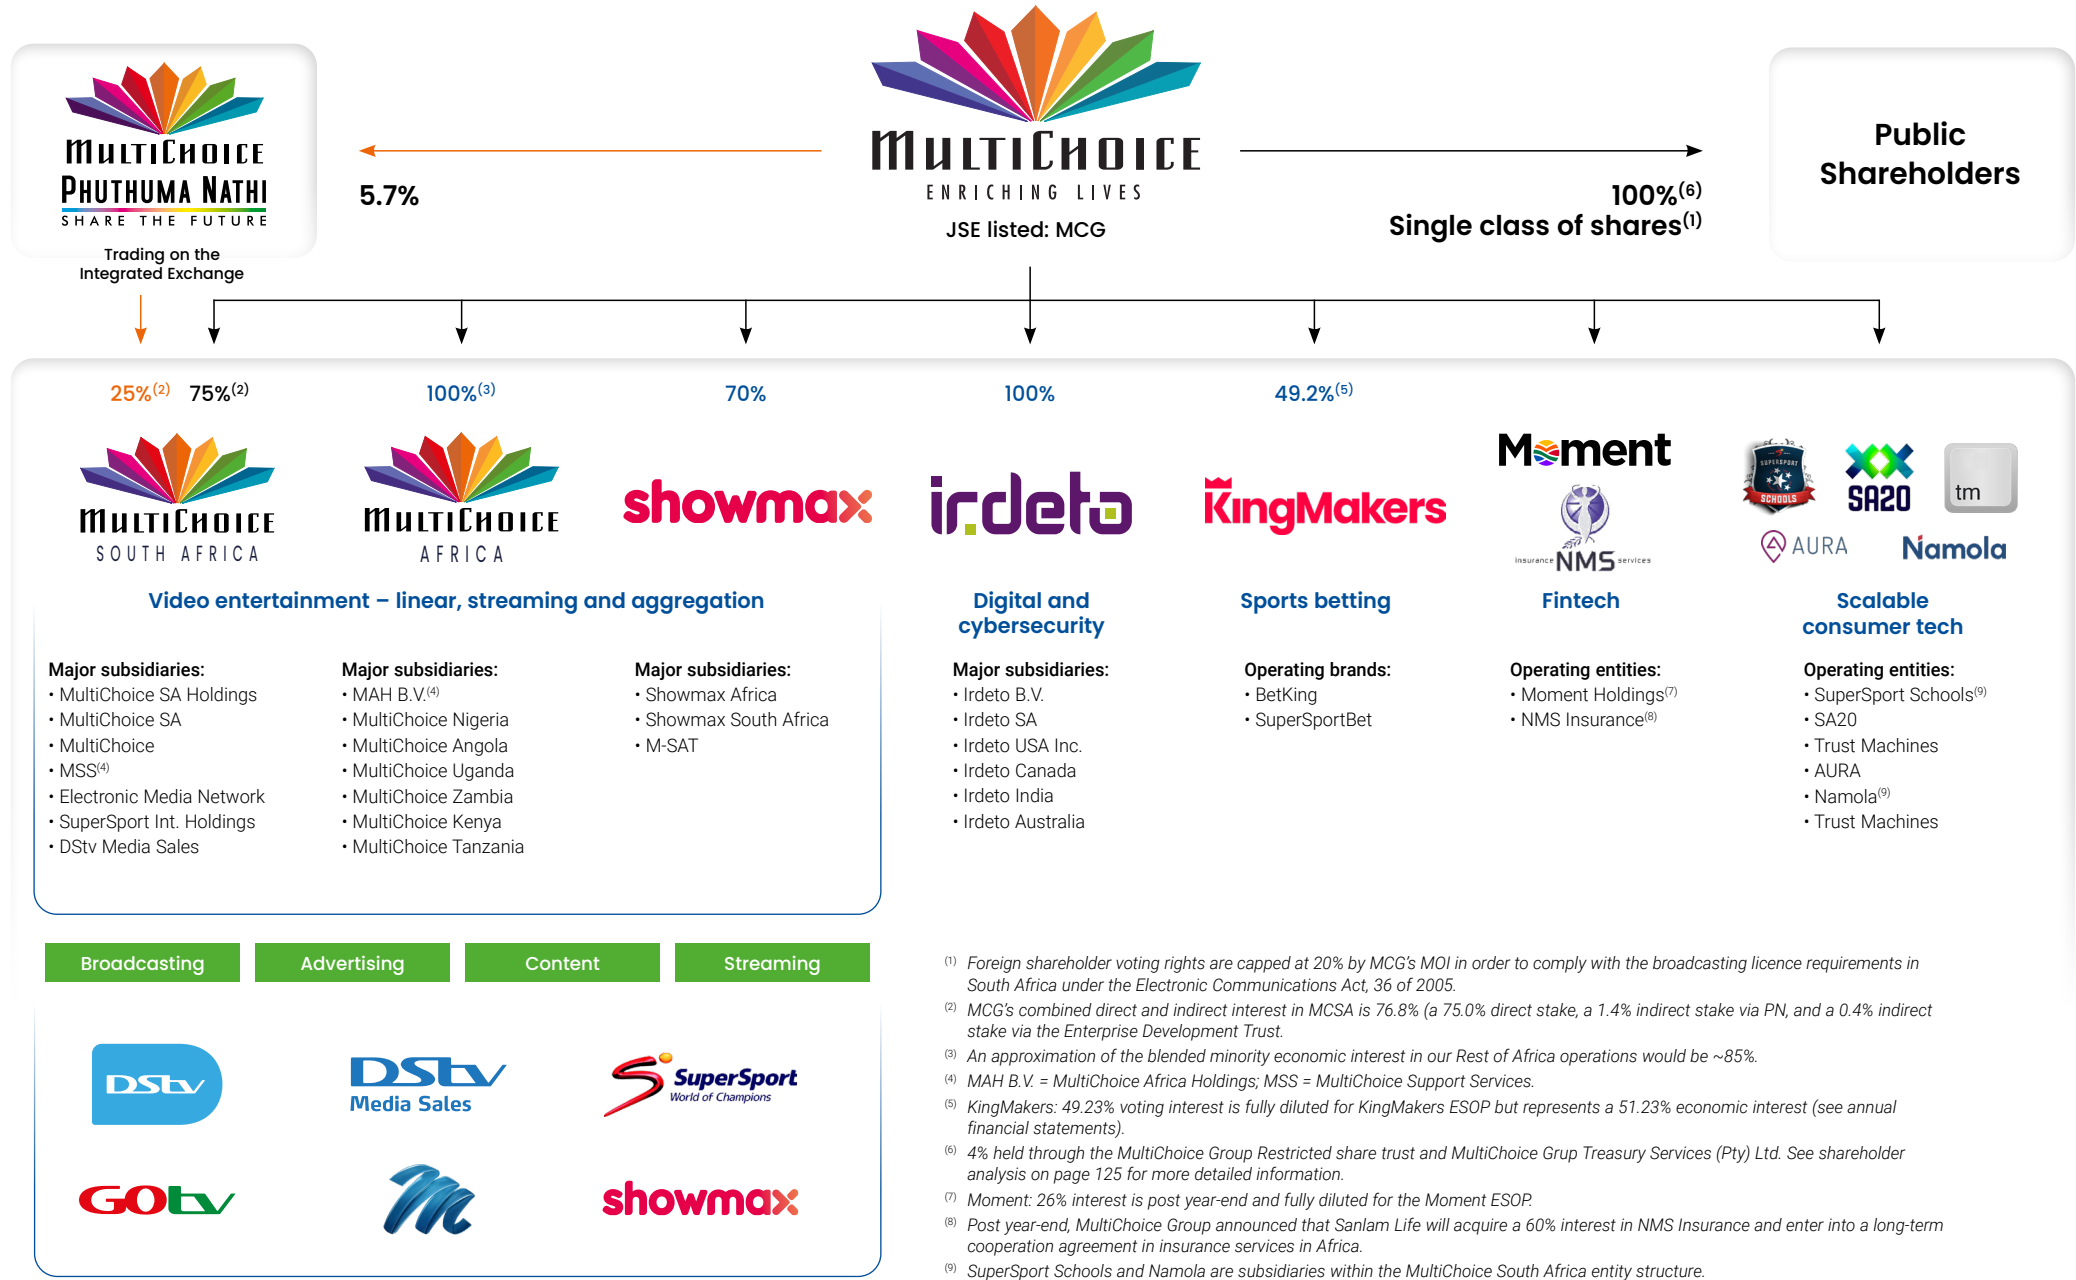 MULTICHOICE
PHUTHUMA NATHI
SHARE THE FUTURE
Trading on the
Integrated Exchange
5.7%
MULTICHOICE
ENRICHING LIVES
JSE listed: MCG
100%(6)
Single class of shares(1)
Public
Shareholders
25%(2) 75%(2)
100%(3)
70%
100%
49.2%(5)
MULTICHOICE
SOUTH AFRICA
MULTICHOICE
AFRICA
showmax
irdeto
KingMakers
Moment
insurance NMS services
SUPERSPORT
SCHOOLS
SA20
tm
AURA
Namola
Video entertainment – linear, streaming and aggregation
Major subsidiaries:
• MultiChoice SA Holdings
• MultiChoice SA
• MultiChoice
• MSS(4)
• Electronic Media Network
• SuperSport Int. Holdings
• DStv Media Sales
Major subsidiaries:
• MAH B.V.(4)
• MultiChoice Nigeria
• MultiChoice Angola
• MultiChoice Uganda
• MultiChoice Zambia
• MultiChoice Kenya
• MultiChoice Tanzania
Major subsidiaries:
• Showmax Africa
• Showmax South Africa
• M-SAT
Digital and
cybersecurity
Major subsidiaries:
• Irdeto B.V.
• Irdeto SA
• Irdeto USA Inc.
• Irdeto Canada
• Irdeto India
• Irdeto Australia
Sports betting
Operating brands:
• BetKing
• SuperSportBet
Fintech
Operating entities:
• Moment Holdings(7)
• NMS Insurance(8)
Scalable
consumer tech
Operating entities:
• SuperSport Schools(9)
• SA20
• Trust Machines
• AURA
• Namola(9)
• Trust Machines
Broadcasting
Advertising
Content
Streaming
DStv
DStv
Media Sales
SuperSport
World of Champions
GOtv
M
showmax
(1) Foreign shareholder voting rights are capped at 20% by MCG's MOI in order to comply with the broadcasting licence requirements in
South Africa under the Electronic Communications Act, 36 of 2005.
(2) MCG's combined direct and indirect interest in MCSA is 76.8% (a 75.0% direct stake, a 1.4% indirect stake via PN, and a 0.4% indirect
stake via the Enterprise Development Trust.
(3) An approximation of the blended minority economic interest in our Rest of Africa operations would be ~85%.
(4) MAH B.V. = MultiChoice Africa Holdings; MSS = MultiChoice Support Services.
(5) KingMakers: 49.23% voting interest is fully diluted for KingMakers ESOP but represents a 51.23% economic interest (see annual
financial statements).
(6) 4% held through the MultiChoice Group Restricted share trust and MultiChoice Grup Treasury Services (Pty) Ltd. See shareholder
analysis on page 125 for more detailed information.
(7) Moment: 26% interest is post year-end and fully diluted for the Moment ESOP.
(8) Post year-end, MultiChoice Group announced that Sanlam Life will acquire a 60% interest in NMS Insurance and enter into a long-term
cooperation agreement in insurance services in Africa.
(9) SuperSport Schools and Namola are subsidiaries within the MultiChoice South Africa entity structure.